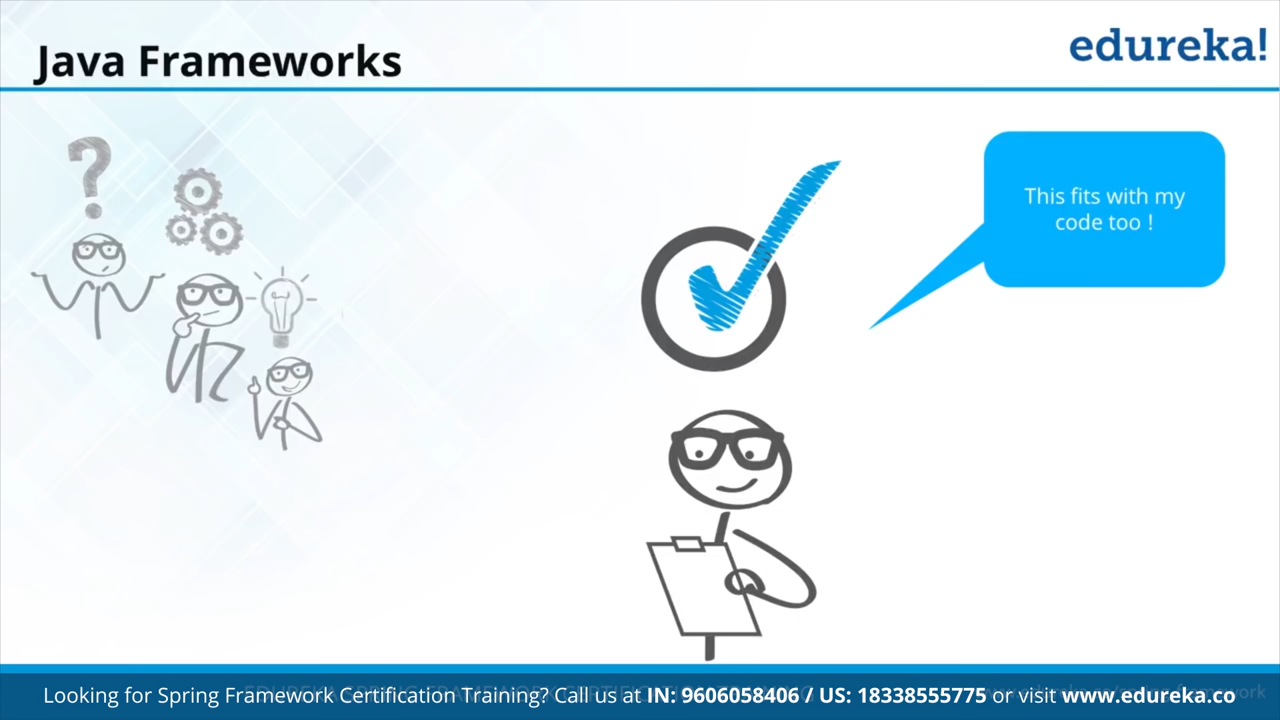 Java Frameworks
edureka!
This fits with my
code too !
Looking for Spring Framework Certification Training? Call us at IN: 9606058406 / US: 18338555775 or visit www.edureka.co